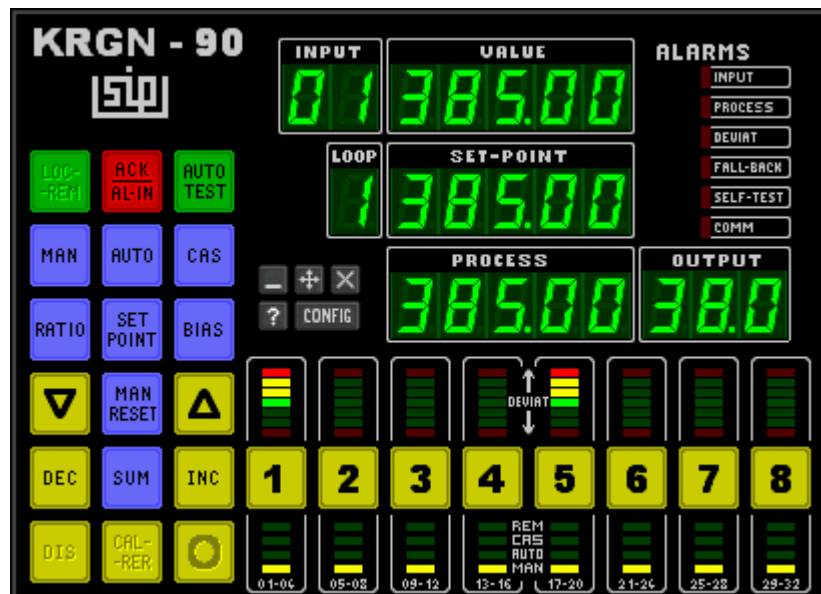 KRGN - 90
sip
INPUT
01
VALUE
385.00
ALARMS
INPUT
PROCESS
DEVIAT
FALL-BACK
SELF-TEST
COMM
LOOP
1
SET-POINT
385.00
PROCESS
385.00
OUTPUT
38.0
LOC-
-REM
ACK
AL-IN
AUTO
TEST
MAN
AUTO
CAS
RATIO
SET
POINT
BIAS
? CONFIG
MAN
RESET
DEC
SUM
INC
DIS
CAL-
-RER
DEVIAT
1 2 3 4 5 6 7 8
REM
CAS
AUTO
MAN
01-04 05-08 09-12 13-16 17-20 21-24 25-28 29-32